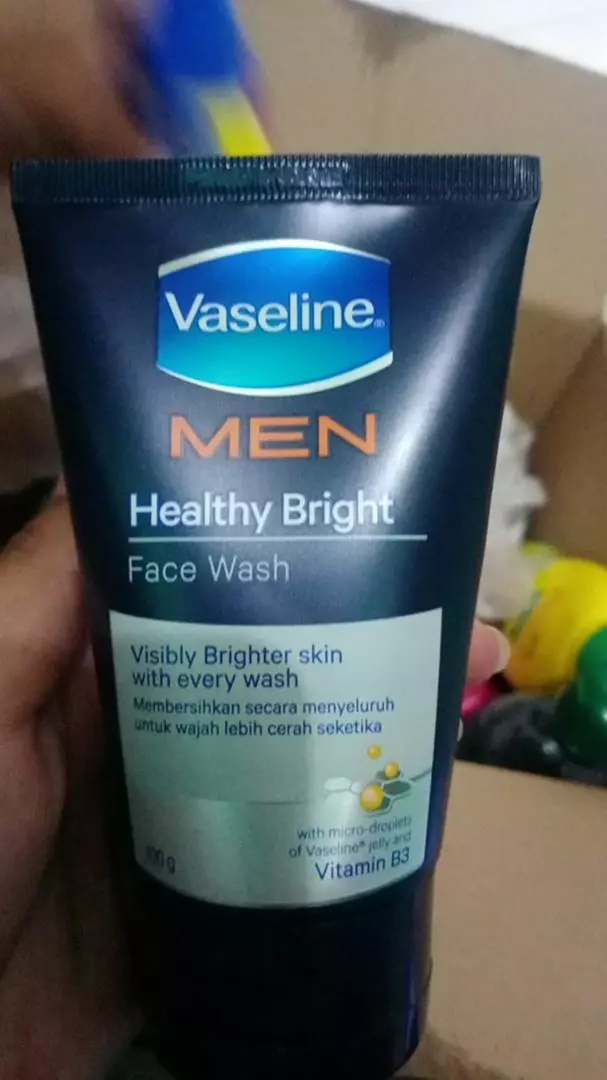 Vaseline®
MEN
Healthy Bright
Face Wash
Visibly Brighter skin
with every wash
Membersihkan secara menyeluruh
untuk wajah lebih cerah seketika
with micro-droplets
of Vaseline® jelly and
Vitamin B3
100 g